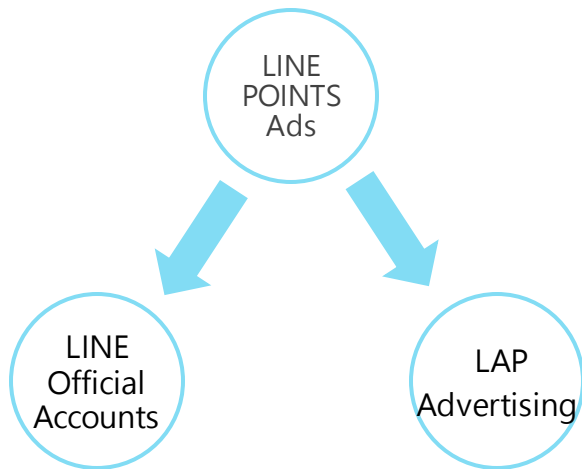 LINE
POINTS
Ads
LINE
Official
Accounts
LAP
Advertising